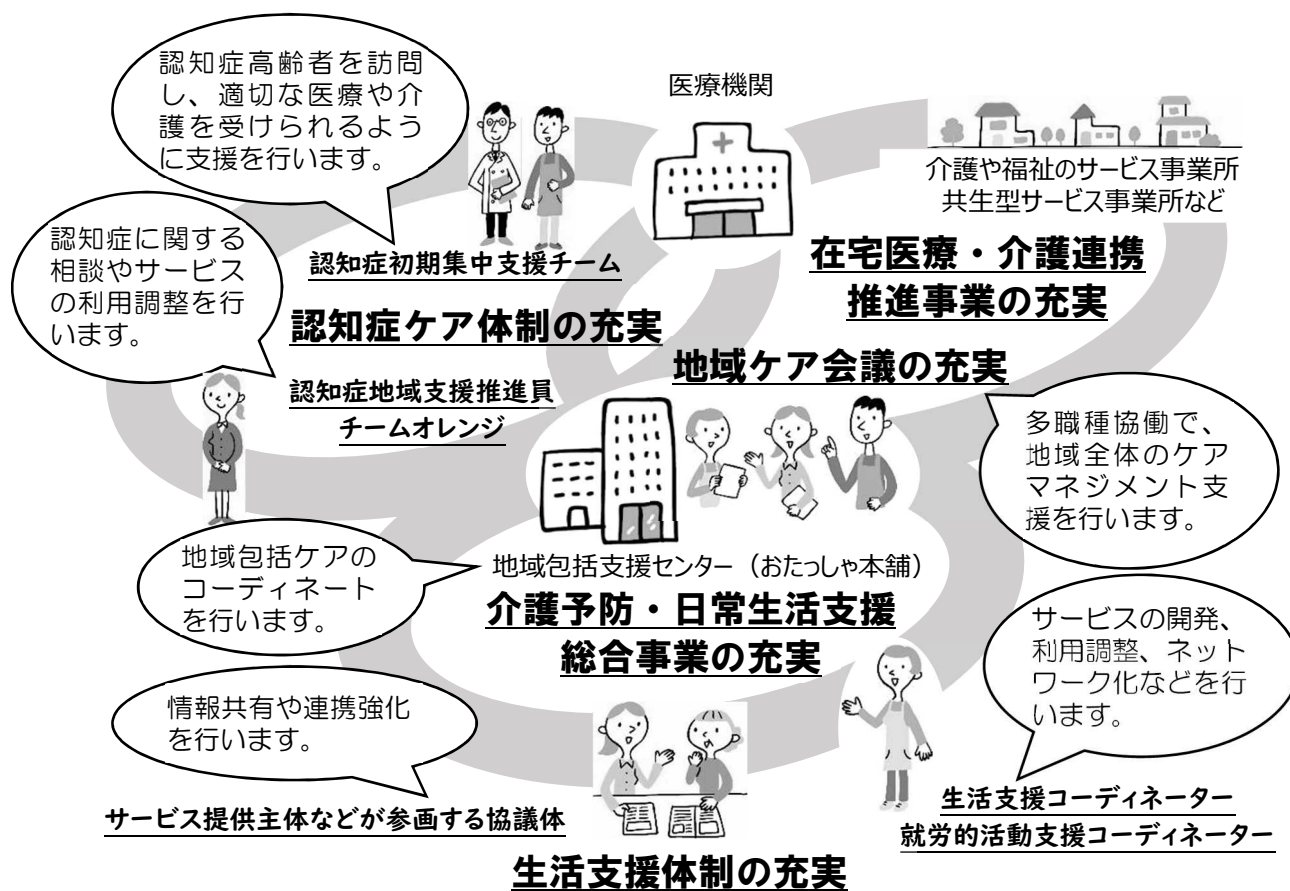 認知症高齢者を訪問
し、適切な医療や介
護を受けられるよう
に支援を行います。
医療機関
介護や福祉のサービス事業所
共生型サービス事業所など
認知症に関する
相談やサービス
の利用調整を行
います。
認知症初期集中支援チーム
在宅医療・介護連携
推進事業の充実
認知症ケア体制の充実
地域ケア会議の充実
認知症地域支援推進員
チームオレンジ
多職種協働で、
地域全体のケア
マネジメント支
援を行います。
地域包括ケアの
コーディネート
を行います。
地域包括支援センター（おたっしゃ本舗）
介護予防・日常生活支援
総合事業の充実
サービスの開発、
利用調整、ネット
ワーク化などを行
います。
情報共有や連携強化
を行います。
サービス提供主体などが参画する協議体
生活支援コーディネーター
就労的活動支援コーディネーター
生活支援体制の充実